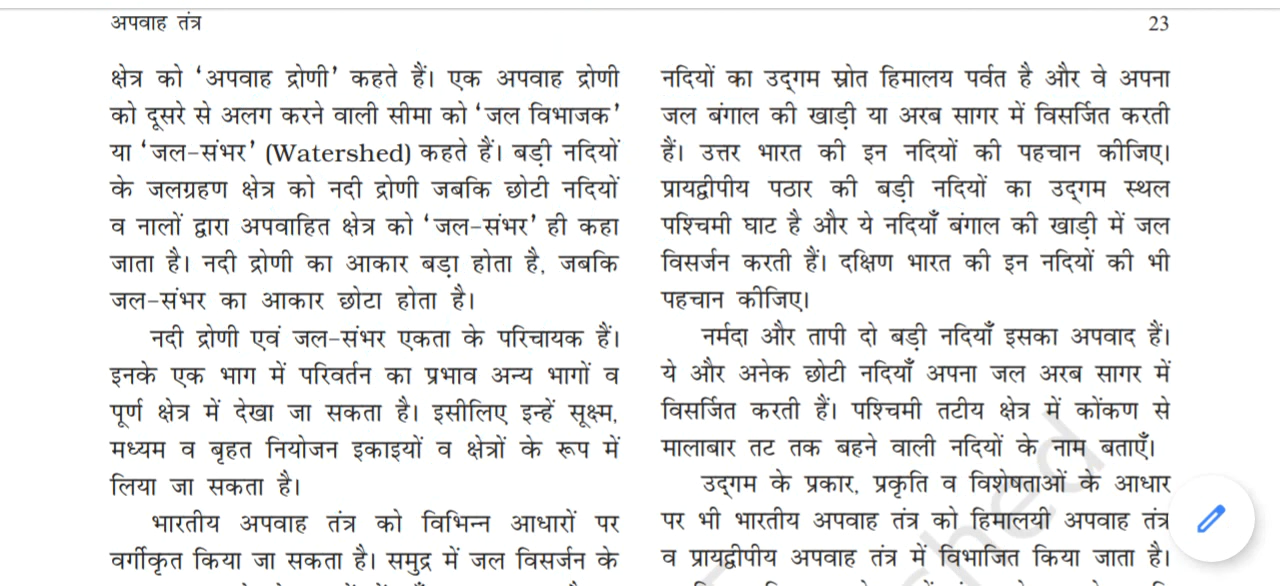 अपवाह तंत्र
23
क्षेत्र को ‘अपवाह द्रोणी’ कहते हैं। एक अपवाह द्रोणी
को दूसरे से अलग करने वाली सीमा को ‘जल विभाजक’
या ‘जल-संभर’ (Watershed) कहते हैं। बड़ी नदियों
के जलग्रहण क्षेत्र को नदी द्रोणी जबकि छोटी नदियों
व नालों द्वारा अपवाहित क्षेत्र को ‘जल-संभर’ ही कहा
जाता है। नदी द्रोणी का आकार बड़ा होता है, जबकि
जल-संभर का आकार छोटा होता है।
नदी द्रोणी एवं जल-संभर एकता के परिचायक हैं।
इनके एक भाग में परिवर्तन का प्रभाव अन्य भागों व
पूर्ण क्षेत्र में देखा जा सकता है। इसीलिए इन्हें सूक्ष्म,
मध्यम व बृहत नियोजन इकाइयों व क्षेत्रों के रूप में
लिया जा सकता है।
भारतीय अपवाह तंत्र को विभिन्न आधारों पर
वर्गीकृत किया जा सकता है। समुद्र में जल विसर्जन के
नदियों का उद्‌गम स्रोत हिमालय पर्वत है और वे अपना
जल बंगाल की खाड़ी या अरब सागर में विसर्जित करती
हैं। उत्तर भारत की इन नदियों की पहचान कीजिए।
प्रायद्वीपीय पठार की बड़ी नदियों का उद्‌गम स्थल
पश्चिमी घाट है और ये नदियाँ बंगाल की खाड़ी में जल
विसर्जन करती हैं। दक्षिण भारत की इन नदियों की भी
पहचान कीजिए।
नर्मदा और तापी दो बड़ी नदियाँ इसका अपवाद हैं।
ये और अनेक छोटी नदियाँ अपना जल अरब सागर में
विसर्जित करती हैं। पश्चिमी तटीय क्षेत्र में कोंकण से
मालाबार तट तक बहने वाली नदियों के नाम बताएँ।
उद्‌गम के प्रकार, प्रकृति व विशेषताओं के आधार
पर भी भारतीय अपवाह तंत्र को हिमालयी अपवाह तंत्र
व प्रायद्वीपीय अपवाह तंत्र में विभाजित किया जाता है।